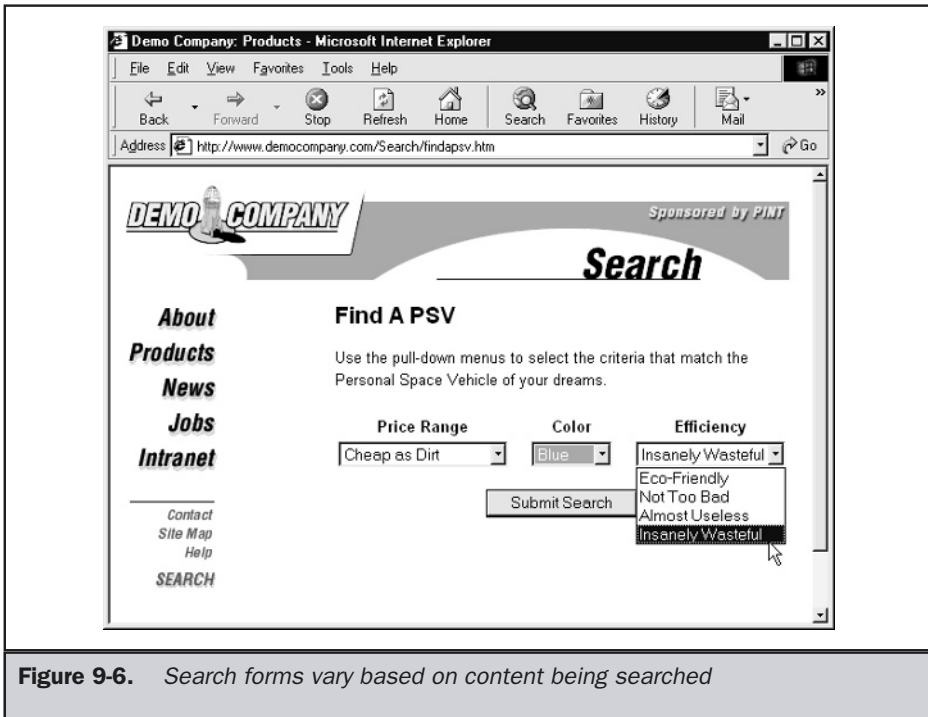 Demo Company: Products - Microsoft Internet Explorer
File Edit View Favorites Tools Help
Back Forward Stop Refresh Home Search Favorites History Mail »
Address http://www.democompany.com/Search/findapsv.htm Go
DEMO COMPANY
Sponsored by PINT
Search
About
Products
News
Jobs
Intranet
Contact
Site Map
Help
SEARCH
Find A PSV
Use the pull-down menus to select the criteria that match the
Personal Space Vehicle of your dreams.
Price Range Color Efficiency
Cheap as Dirt Blue Insanely Wasteful
Eco-Friendly
Not Too Bad
Almost Useless
Insanely Wasteful
Submit Search
Figure 9-6. Search forms vary based on content being searched